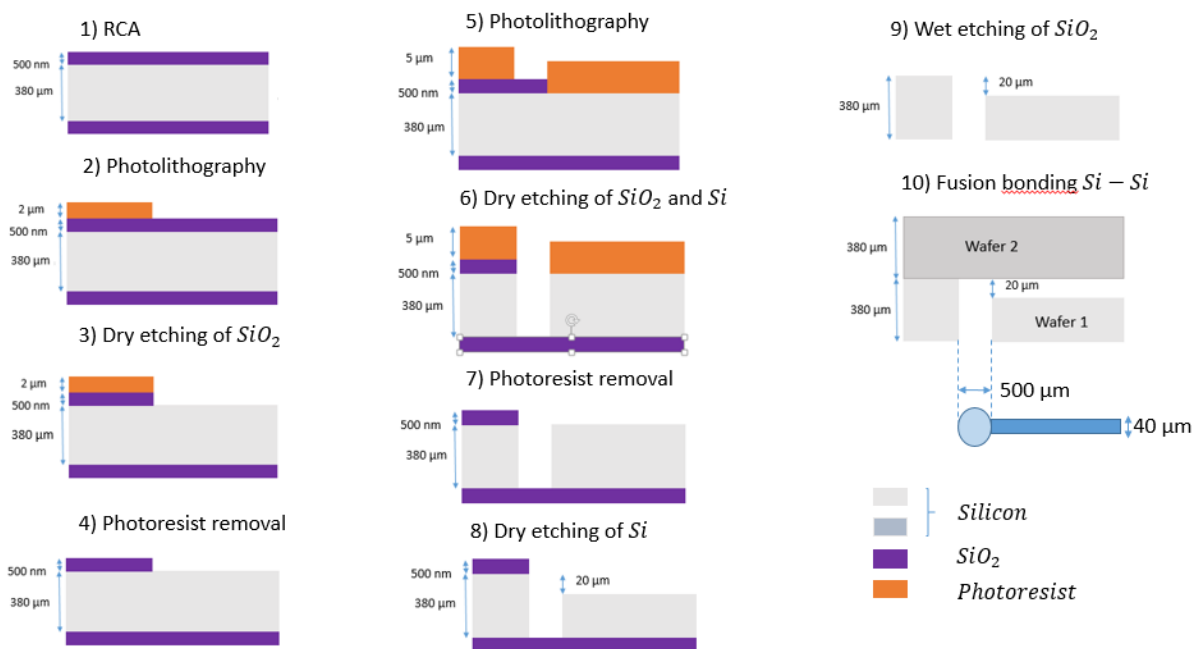 1) RCA
500 nm
380 μm
2) Photolithography
2 μm
500 nm
380 μm
3) Dry etching of SiO₂
2 μm
500 nm
380 μm
4) Photoresist removal
500 nm
380 μm
5) Photolithography
5 μm
500 nm
380 μm
6) Dry etching of SiO₂ and Si
5 μm
500 nm
380 μm
7) Photoresist removal
500 nm
380 μm
8) Dry etching of Si
500 nm
20 μm
380 μm
9) Wet etching of SiO₂
20 μm
380 μm
10) Fusion bonding Si − Si
Wafer 2
380 μm
20 μm
380 μm
Wafer 1
500 μm
40 μm
Silicon
SiO₂
Photoresist